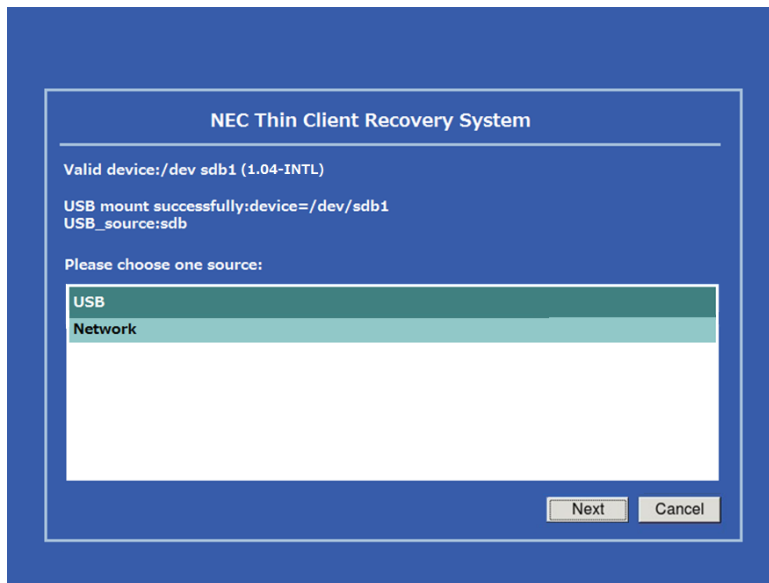 NEC Thin Client Recovery System
Valid device:/dev sdb1 (1.04-INTL)
USB mount successfully:device=/dev/sdb1
USB_source:sdb
Please choose one source:
USB
Network
Next
Cancel